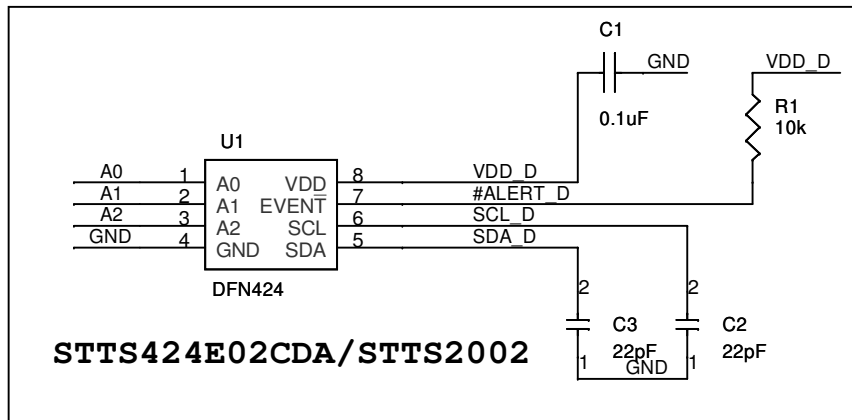 C1
GND
VDD_D
0.1uF
R1
10k
U1
A0 1 A0 VDD 8 VDD_D
A1 2 A1 EVENT 7 #ALERT_D
A2 3 A2 SCL 6 SCL_D
GND 4 GND SDA 5 SDA_D
DFN424
2 2
C3 C2
22pF 22pF
1 GND 1
STTS424E02CDA/STTS2002